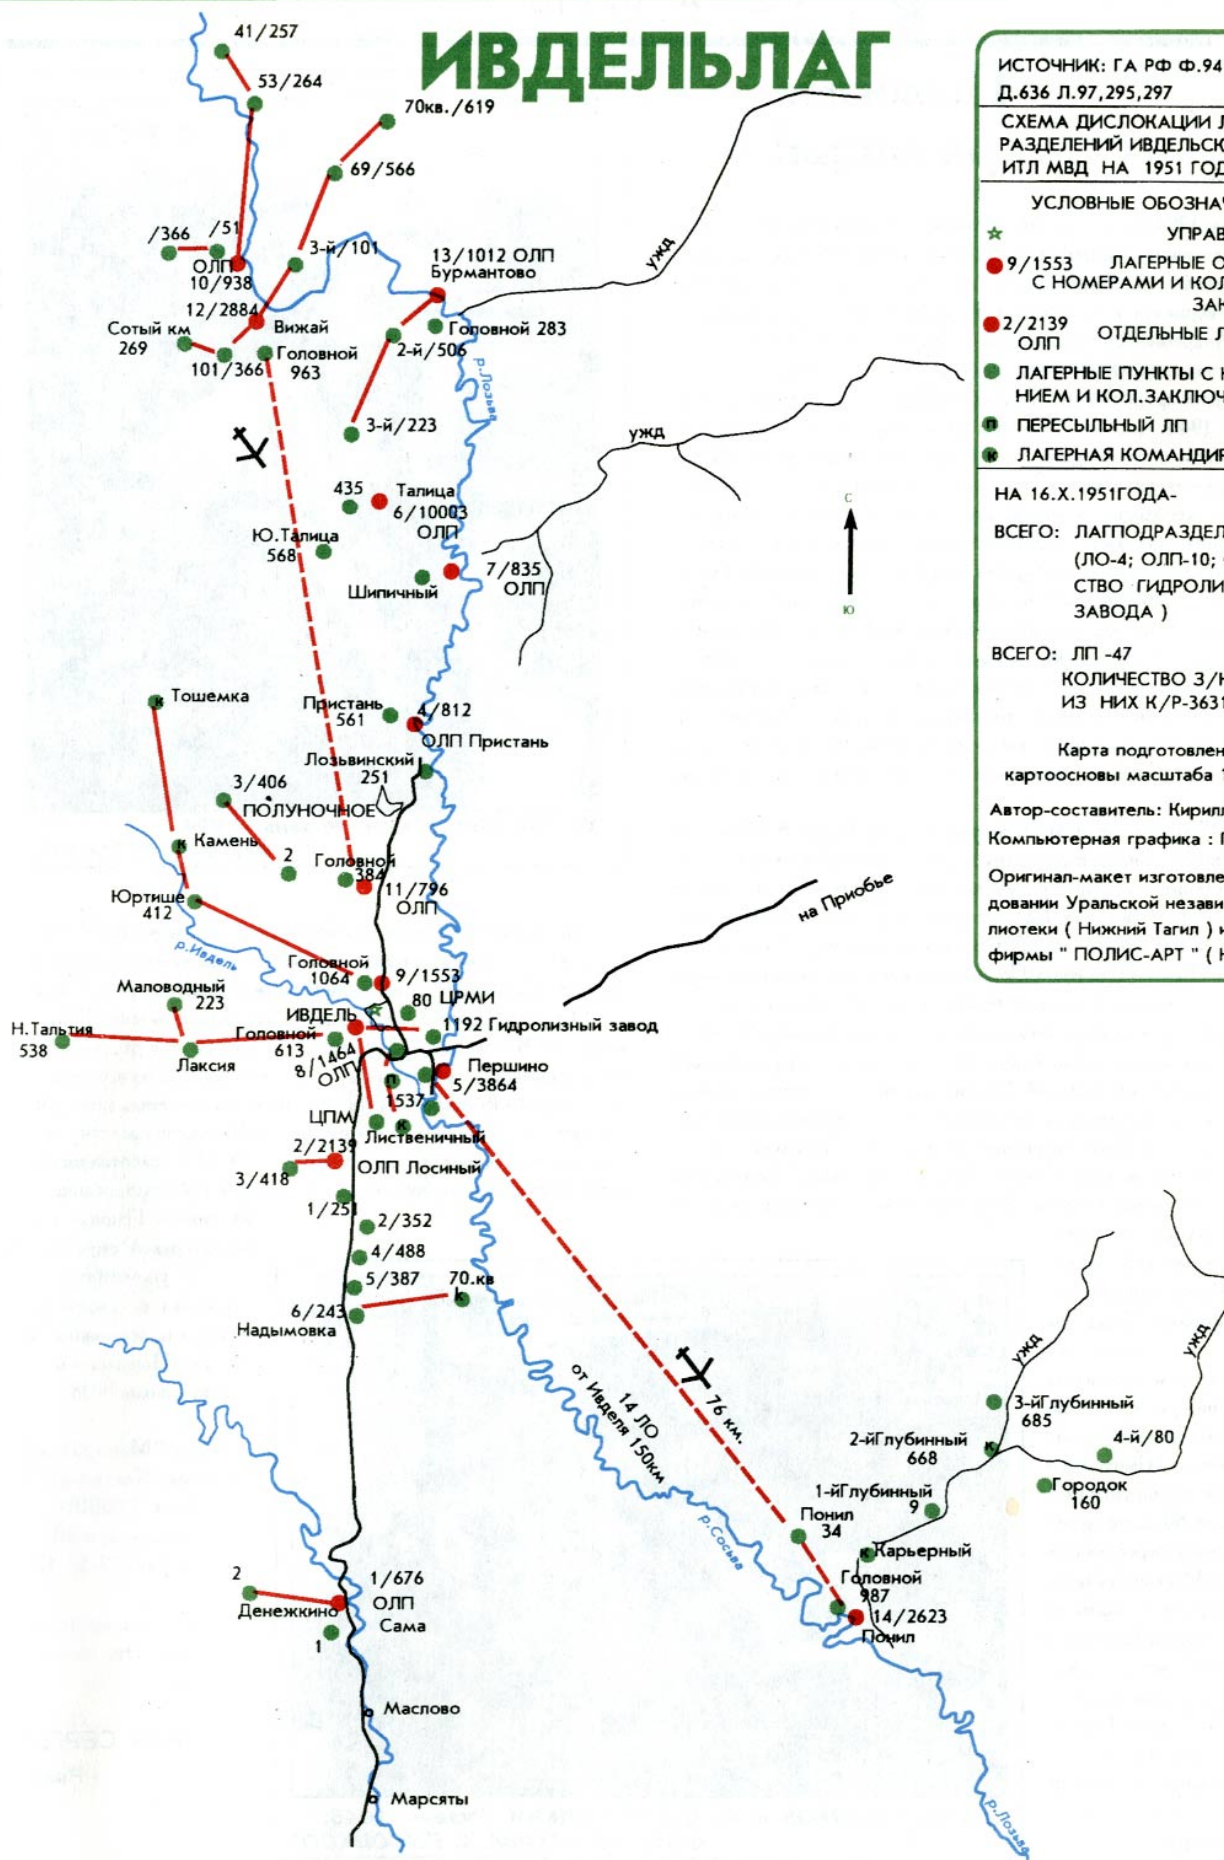 ИВДЕЛЬЛАГ
41/257
53/264
70кв./619
69/566
/366
/51
ОЛП
10/938
3-й/101
13/1012 ОЛП
Бурмантово
12/2884
Вижай
Сотый км
269
101/366
Головной
963
Головной 283
2-й/506
р.Лозьва
3-й/223
ужд
ужд
435
Талица
6/10003
ОЛП
Ю.Талица
568
7/835
ОЛП
Шипичный
С
Ю
Тошемка
к
Пристань
561
4/812
ОЛП Пристань
Лозьвинский
251
3/406
ПОЛУНОЧНОЕ
Камень
к
2
Головной
384
11/796
ОЛП
Юртише
412
на Приобье
р.Ивдель
Головной
1064
9/1553
Маловодный
223
80 ЦРМИ
ИВДЕЛЬ
1192 Гидролизный завод
Н.Тальтия
538
Головной
613
Лаксия
8/1464
ОЛП
Першино
5/3864
п
1537
ЦПМ
к
Лиственичный
2/2139
ОЛП Лосиный
3/418
1/251
2/352
4/488
5/387
70.кв
k
6/243
Надымовка
76 км.
14 ЛО
от Ивделя 150км
ужд
ужд
3-йГлубинный
685
2-йГлубинный
668
к
4-й/80
Городок
160
1-йГлубинный
9
Понил
34
р.Сосьва
к
Карьерный
Головной
987
14/2623
Понил
2
Денежкино
1/676
ОЛП
Сама
1
Маслово
Марсяты
р.Лозьва
ИСТОЧНИК: ГА РФ Ф.94
Д.636 Л.97,295,297
СХЕМА ДИСЛОКАЦИИ Л
РАЗДЕЛЕНИЙ ИВДЕЛЬСК
ИТЛ МВД НА 1951 ГОД
УСЛОВНЫЕ ОБОЗНАЧ
УПРАВ
9/1553 ЛАГЕРНЫЕ О
С НОМЕРАМИ И КОЛ
ЗАК
2/2139
ОЛП ОТДЕЛЬНЫЕ Л
ЛАГЕРНЫЕ ПУНКТЫ С Н
НИЕМ И КОЛ.ЗАКЛЮЧ
п ПЕРЕСЫЛЬНЫЙ ЛП
к ЛАГЕРНАЯ КОМАНДИР
НА 16.X.1951ГОДА-
ВСЕГО: ЛАГПОДРАЗДЕЛ
(ЛО-4; ОЛП-10;
СТВО ГИДРОЛИ
ЗАВОДА )
ВСЕГО: ЛП -47
КОЛИЧЕСТВО З/К
ИЗ НИХ К/Р-3631
Карта подготовлен
картоосновы масштаба 1
Автор-составитель: Кирилл
Компьютерная графика : П
Оригинал-макет изготовле
довании Уральской незави
лиотеки ( Нижний Тагил ) и
фирмы " ПОЛИС-АРТ " ( Н